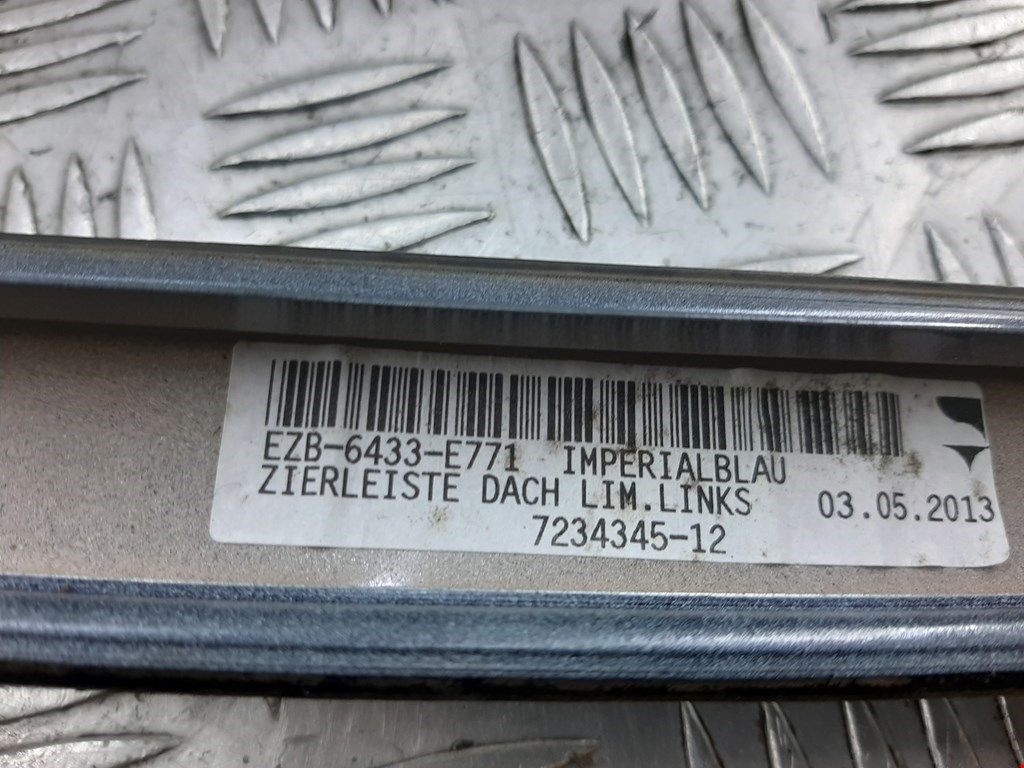 EZB-6433-E771 IMPERIALBLAU
ZIERLEISTE DACH LIM.LINKS 03.05.2013
7234345-12